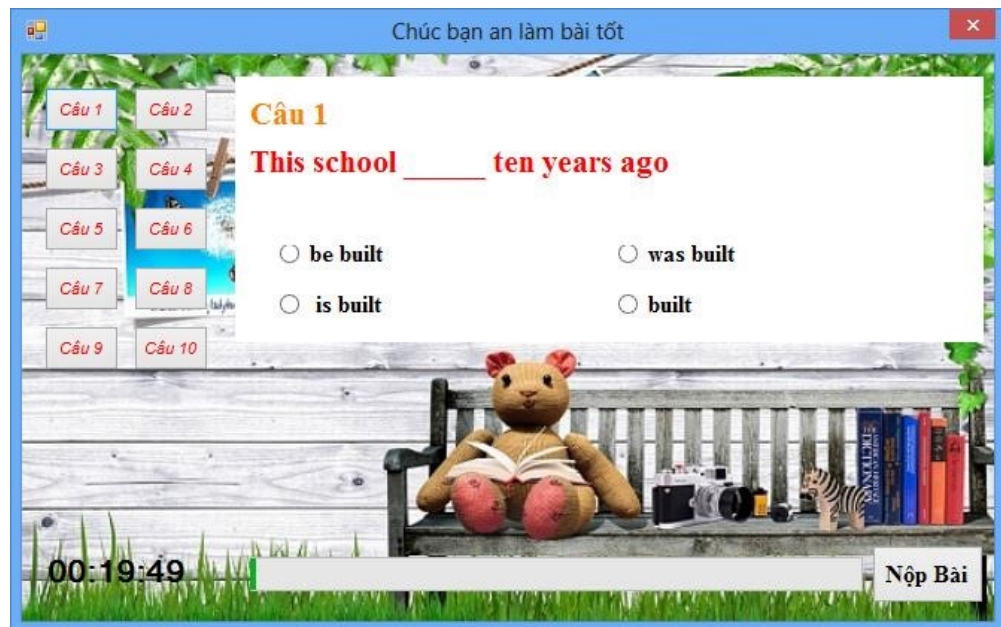 Chúc bạn an làm bài tốt
Câu 1 Câu 2
Câu 3 Câu 4
Câu 5 Câu 6
Câu 7 Câu 8
Câu 9 Câu 10
Câu 1
This school _____ ten years ago
be built was built
is built built
DICTIONARY
00:19:49
Nộp Bài